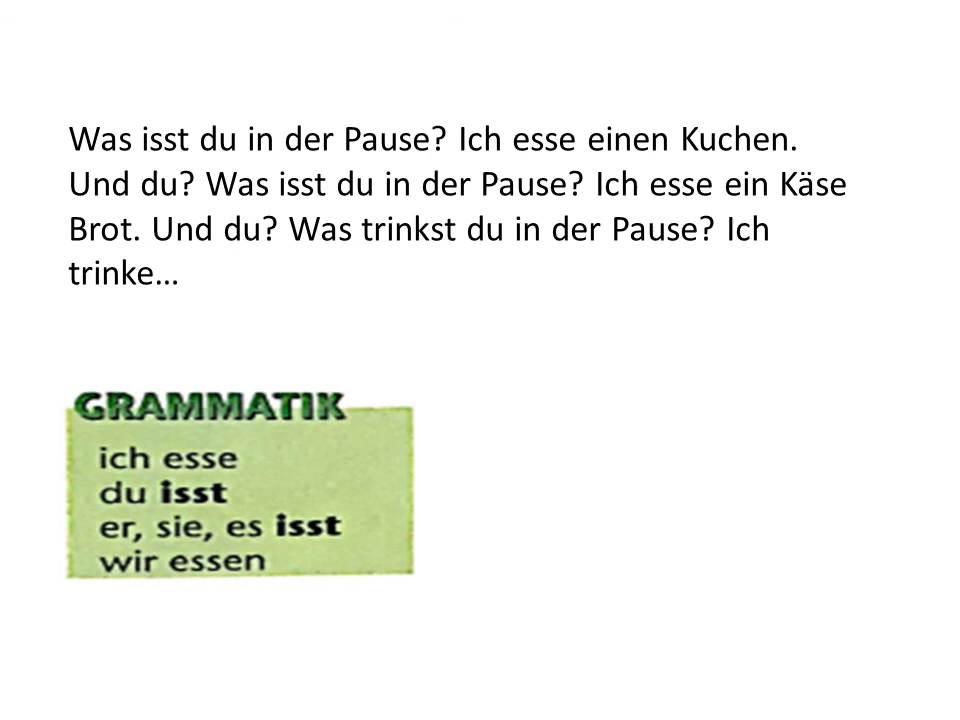 Was isst du in der Pause? Ich esse einen Kuchen.
Und du? Was isst du in der Pause? Ich esse ein Käse
Brot. Und du? Was trinkst du in der Pause? Ich
trinke…
GRAMMATIK
ich esse
du isst
er, sie, es isst
wir essen